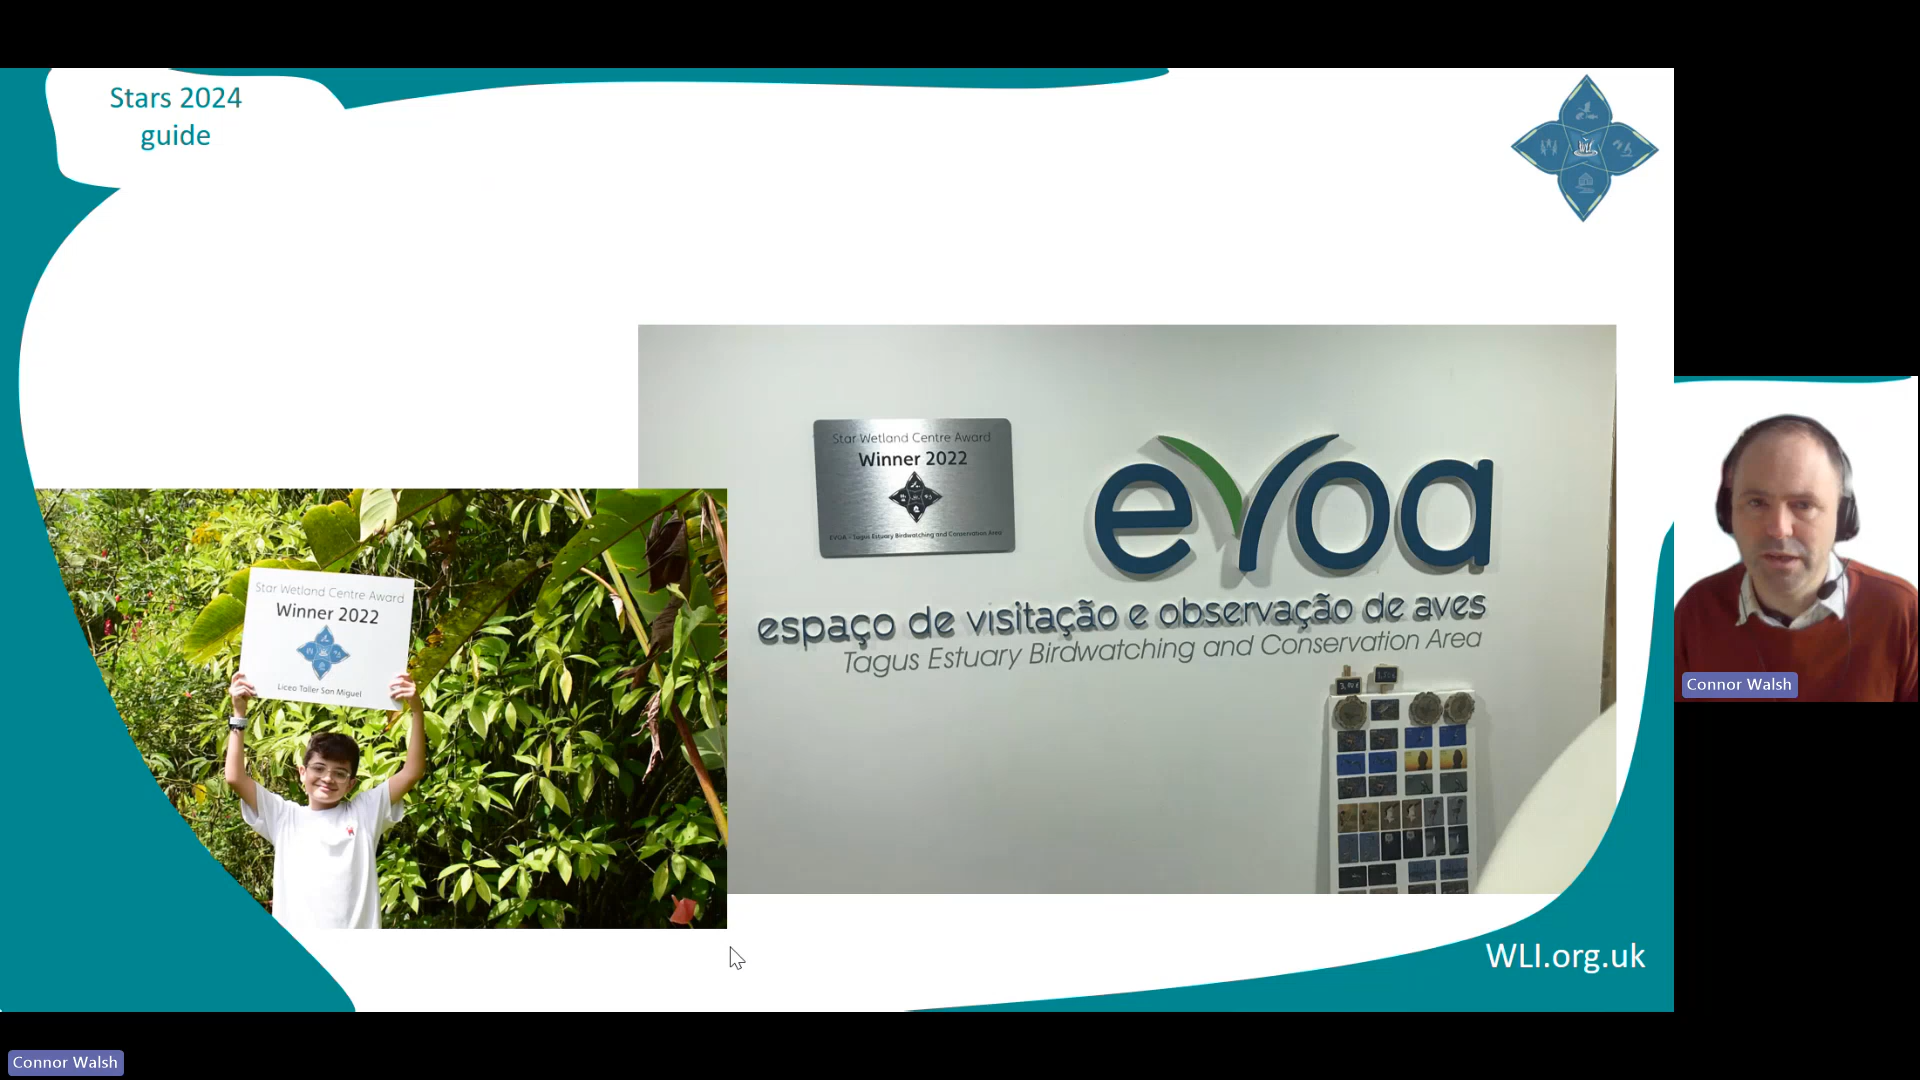 Stars 2024
guide
Star Wetland Centre Award
Winner 2022
EVOA - Tagus Estuary Birdwatching and Conservation Area
evoa
espaço de visitação e observação de aves
Tagus Estuary Birdwatching and Conservation Area
Star Wetland Centre Award
Winner 2022
Liceo Taller San Miguel
WLI.org.uk
Connor Walsh
Connor Walsh